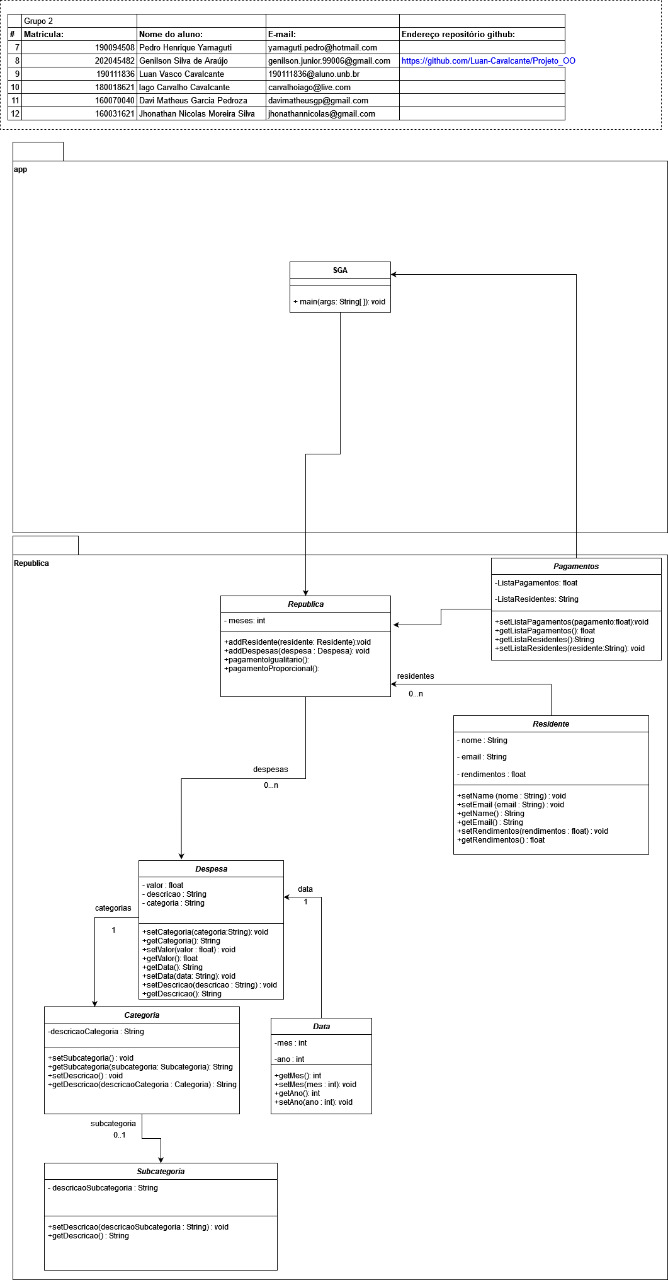 Grupo 2
# Matrícula: Nome do aluno: E-mail: Endereço repositório github:
7 190094508 Pedro Henrique Yamaguti yamaguti.pedro@hotmail.com
8 202045482 Genilson Silva de Araújo genilson.junior.99006@gmail.com https://github.com/Luan-Cavalcante/Projeto_OO
9 190111836 Luan Vasco Cavalcante 190111836@aluno.unb.br
10 180018621 Iago Carvalho Cavalcante carvalhoiago@live.com
11 160070040 Davi Matheus Garcia Pedroza davimatheusgp@gmail.com
12 160031621 Jhonathan Nicolas Moreira Silva jhonathannicolas@gmail.com
app
SGA
+ main(args: String[ ]): void
Republica
Pagamentos
-ListaPagamentos: float
-ListaResidentes: String
+setListaPagamentos(pagamento:float):void
+getListaPagamentos(): float
+getListaResidentes():String
+setListaResidentes(residente:String): void
Republica
- meses: int
+addResidente(residente: Residente):void
+addDespesas(despesa : Despesa): void
+pagamentoIgualitario():
+pagamentoProporcional():
residentes
0..n
Residente
- nome : String
- email : String
- rendimentos : float
+setName (nome : String) : void
+setEmail (email : String) : void
+getName() : String
+getEmail() : String
+setRendimentos(rendimentos : float) : void
+getRendimentos() : float
despesas
0..n
Despesa
- valor : float
- descricao : String
- categoria : String
+setCategoria(categoria:String): void
+getCategoria(): String
+setValor(valor : float) : void
+getValor(): float
+getData(): String
+setData(data: String): void
+setDescricao(descricao : String) : void
+getDescricao() : String
data
1
categorias
1
Categoria
-descricaoCategoria : String
+setSubcategoria() : void
+getSubcategoria(subcategoria: Subcategoria): String
+setDescricao() : void
+getDescricao(descricaoCategoria : Categoria) : String
Data
-mes : int
-ano : int
+getMes(): int
+setMes(mes : int): void
+getAno(): int
+setAno(ano : int): void
subcategoria
0..1
Subcategoria
- descricaoSubcategoria : String
+setDescricao(descricaoSubcategoria : String) : void
+getDescricao() : String